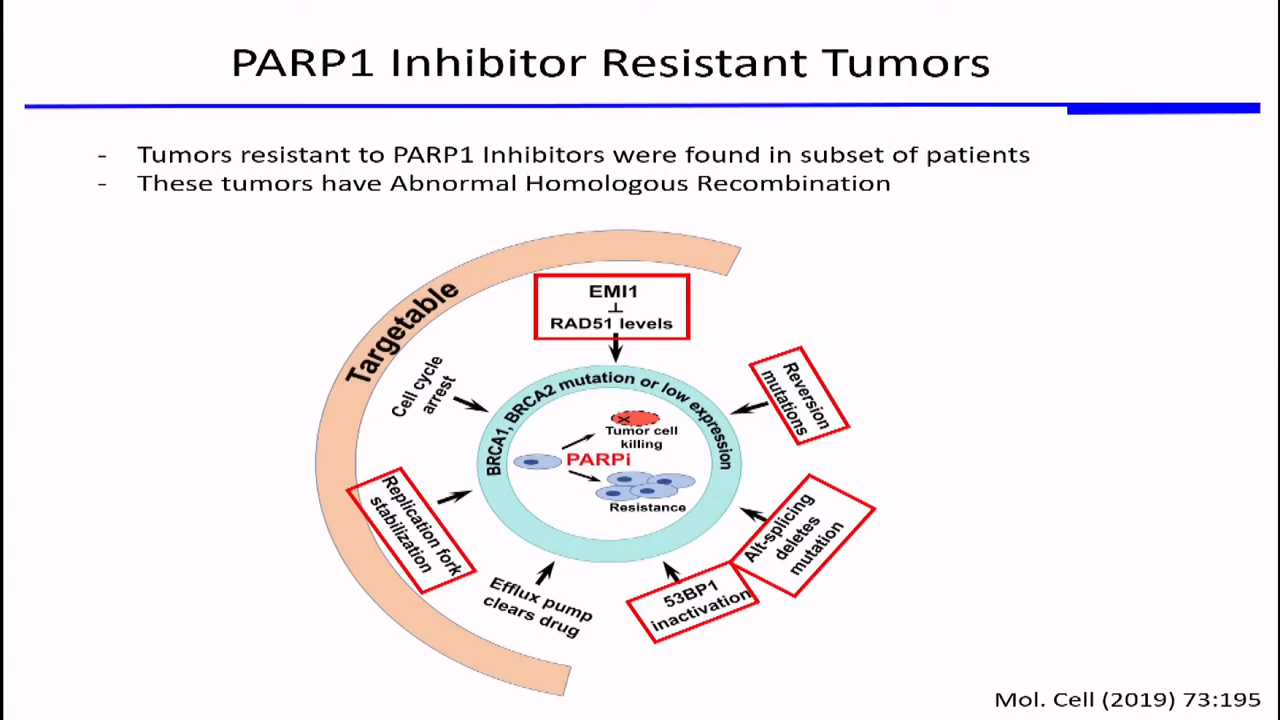 PARP1 Inhibitor Resistant Tumors
- Tumors resistant to PARP1 Inhibitors were found in subset of patients
- These tumors have Abnormal Homologous Recombination
Targetable
EMI1
⊥
RAD51 levels
Cell cycle
arrest
Reversion
mutations
BRCA1, BRCA2 mutation or low expression
Tumor cell
killing
PARPi
Resistance
Replication fork
stabilization
Efflux pump
clears drug
53BP1
inactivation
Alt-splicing
deletes
mutation
Mol. Cell (2019) 73:195